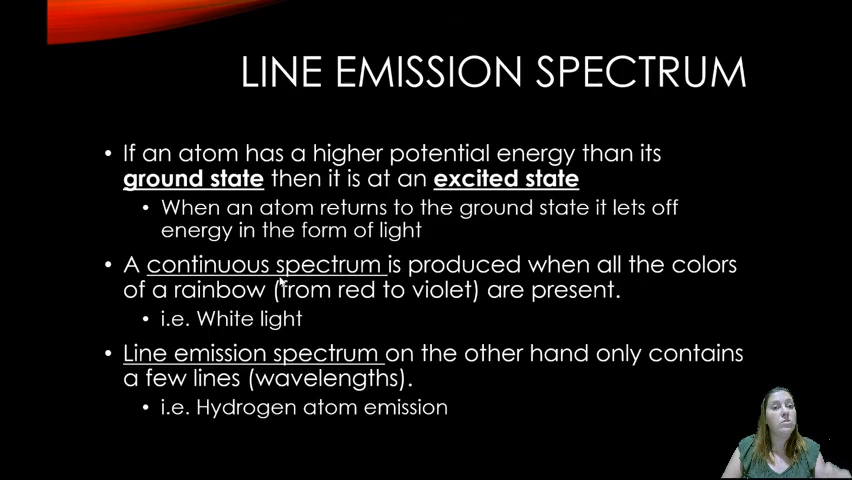 LINE EMISSION SPECTRUM
• If an atom has a higher potential energy than its
ground state then it is at an excited state
• When an atom returns to the ground state it lets off
energy in the form of light
• A continuous spectrum is produced when all the colors
of a rainbow (from red to violet) are present.
• i.e. White light
• Line emission spectrum on the other hand only contains
a few lines (wavelengths).
• i.e. Hydrogen atom emission